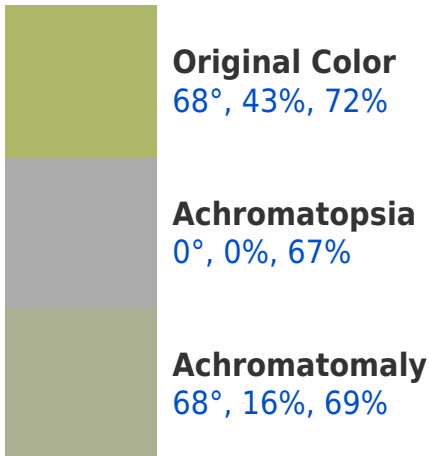 Original Color
68°, 43%, 72%
Achromatopsia
0°, 0%, 67%
Achromatomaly
68°, 16%, 69%